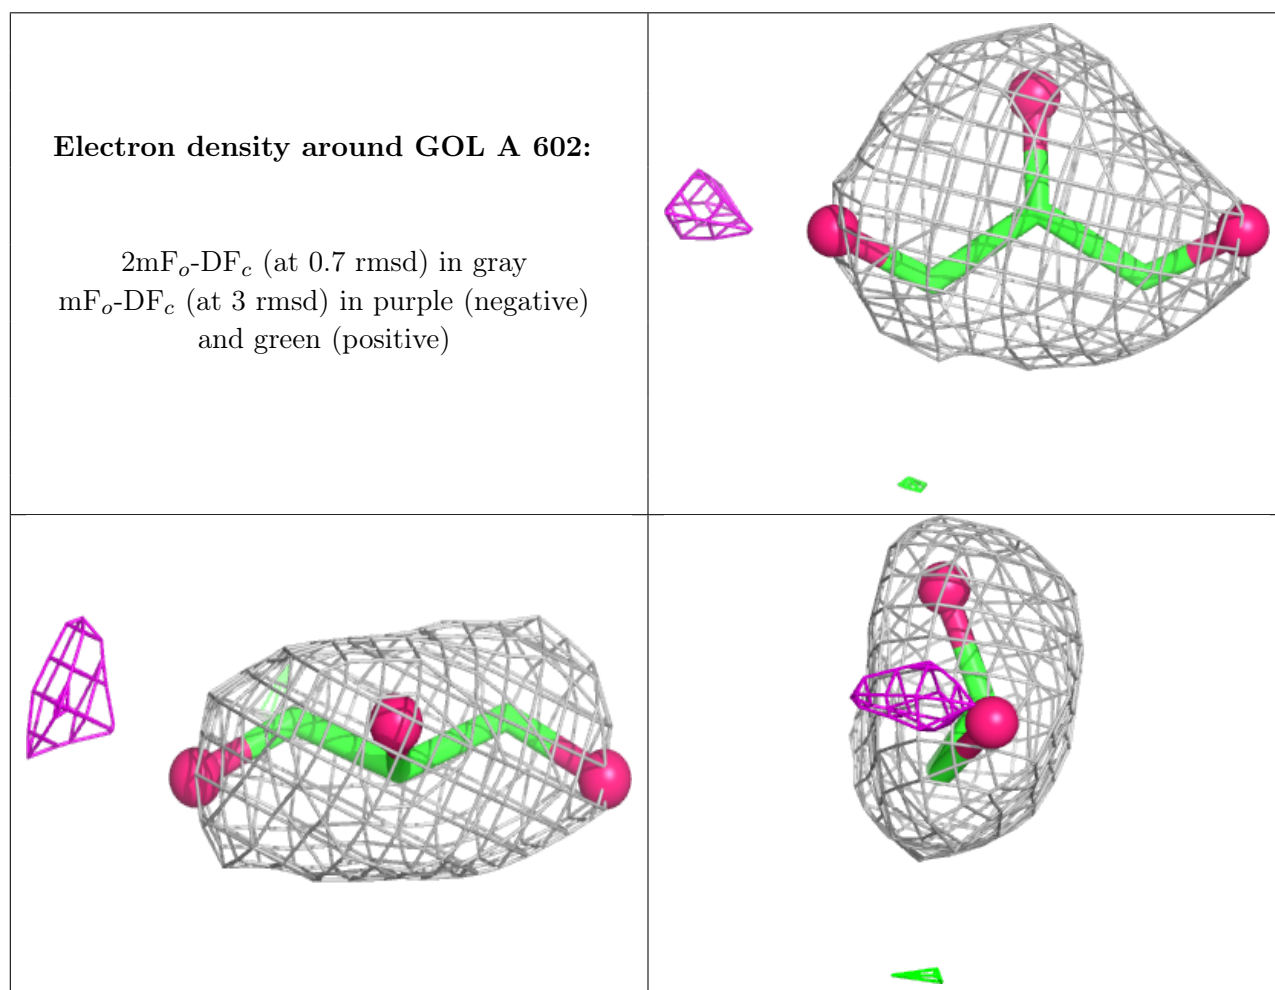 Electron density around GOL A 602:
2mFo-DFc (at 0.7 rmsd) in gray
mFo-DFc (at 3 rmsd) in purple (negative)
and green (positive)